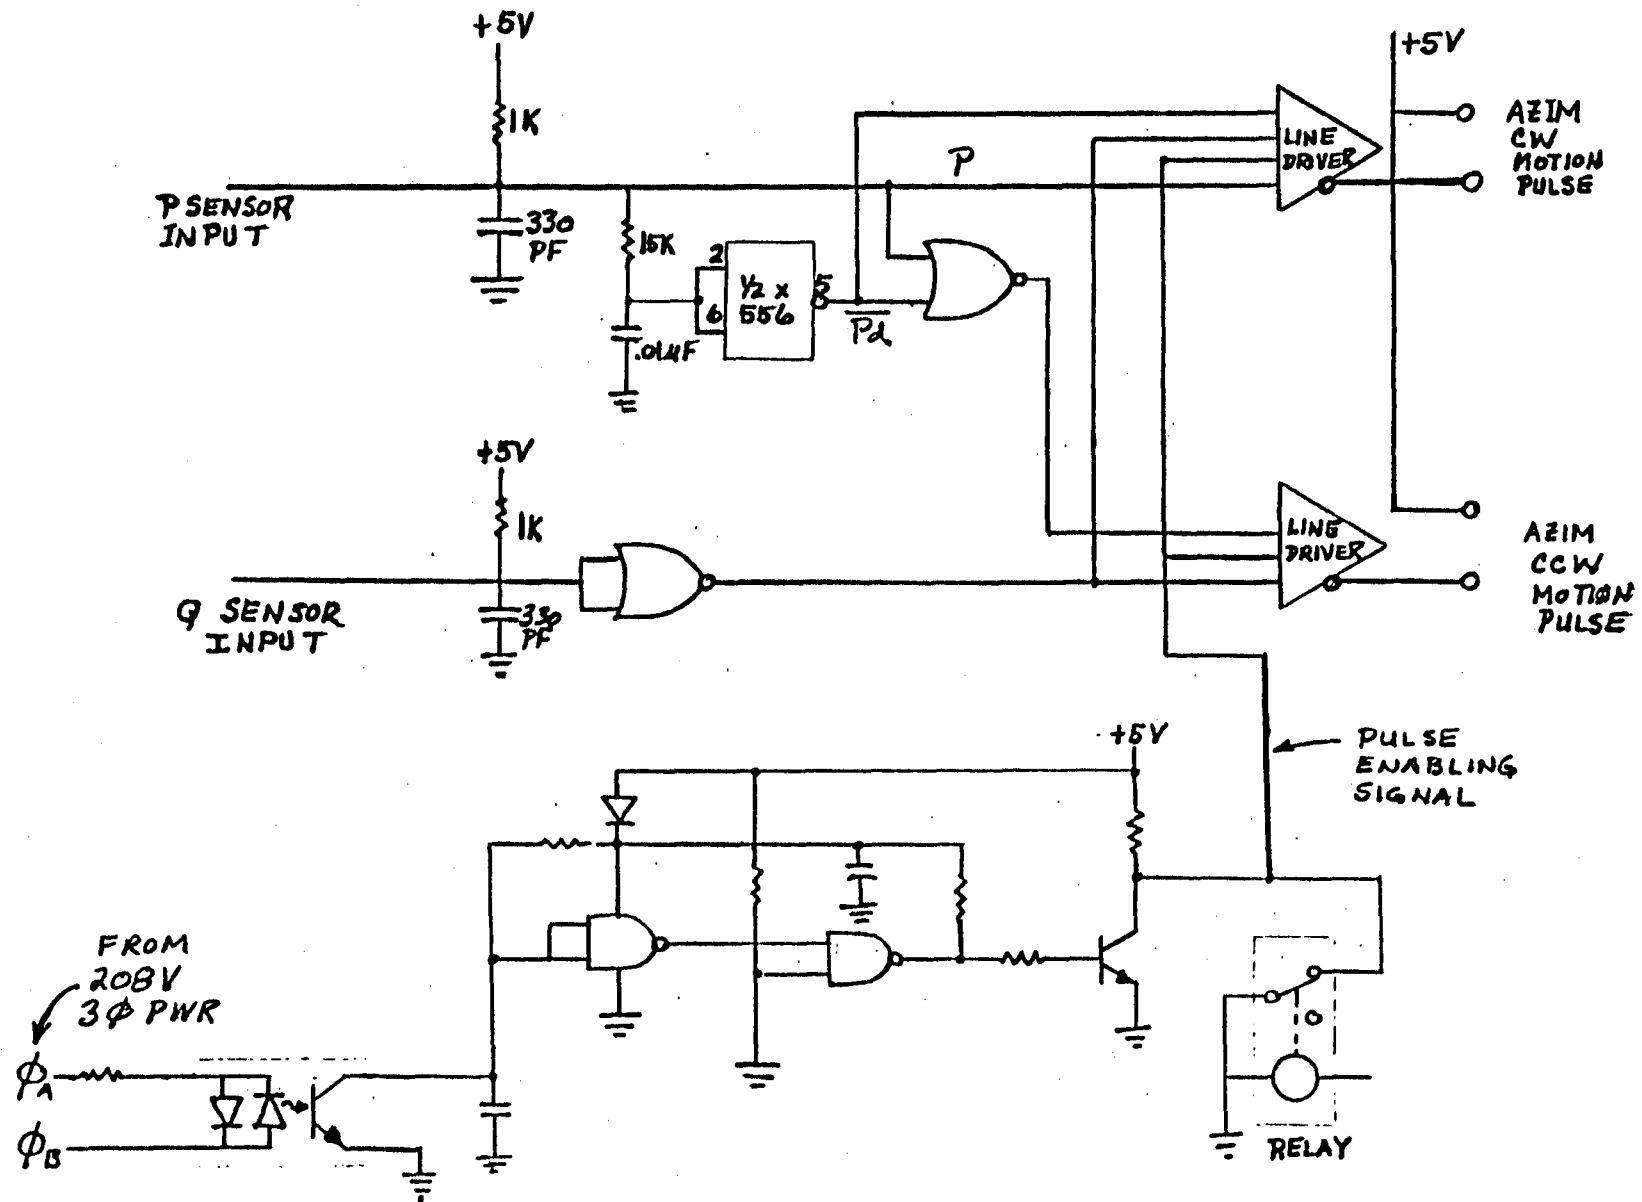 +5V
+5V
1K
AZIM
CW
MOTION
PULSE
LINE
DRIVER
P
P SENSOR
INPUT
330
PF
15K
2
½ x
556
5
6
Pd
.01µF
+5V
1K
LINE
DRIVER
AZIM
CCW
MOTION
PULSE
Q SENSOR
INPUT
330
PF
+5V
PULSE
ENABLING
SIGNAL
FROM
208V
3φ PWR
φA
φB
RELAY